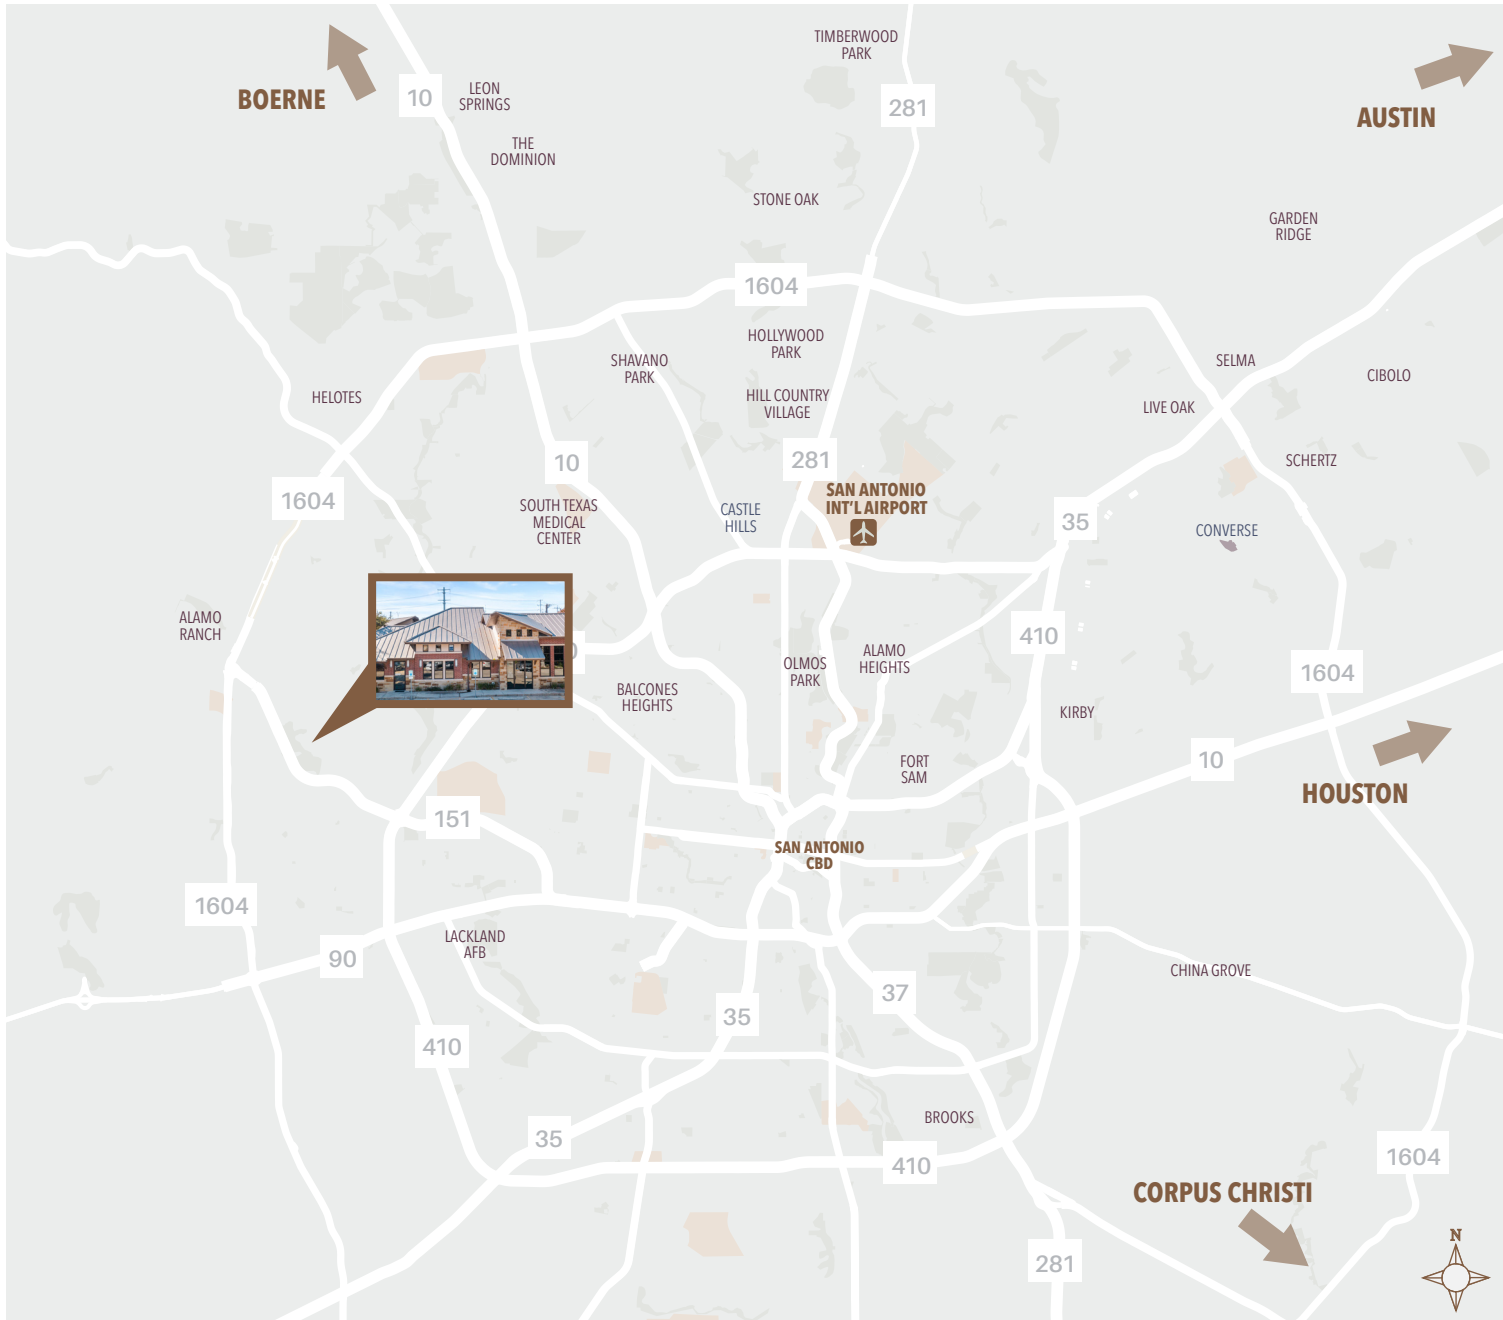 TIMBERWOOD
PARK
BOERNE
10
LEON
SPRINGS
281
AUSTIN
THE
DOMINION
STONE OAK
GARDEN
RIDGE
1604
HOLLYWOOD
PARK
SHAVANO
PARK
SELMA
CIBOLO
HELOTES
HILL COUNTRY
VILLAGE
LIVE OAK
10
281
SCHERTZ
1604
SAN ANTONIO
INT'L AIRPORT
SOUTH TEXAS
MEDICAL
CENTER
CASTLE
HILLS
35
CONVERSE
ALAMO
RANCH
410
OLMOS
PARK
ALAMO
HEIGHTS
1604
BALCONES
HEIGHTS
KIRBY
FORT
SAM
10
HOUSTON
151
SAN ANTONIO
CBD
1604
LACKLAND
AFB
90
CHINA GROVE
37
35
410
BROOKS
35
410
1604
CORPUS CHRISTI
N
281